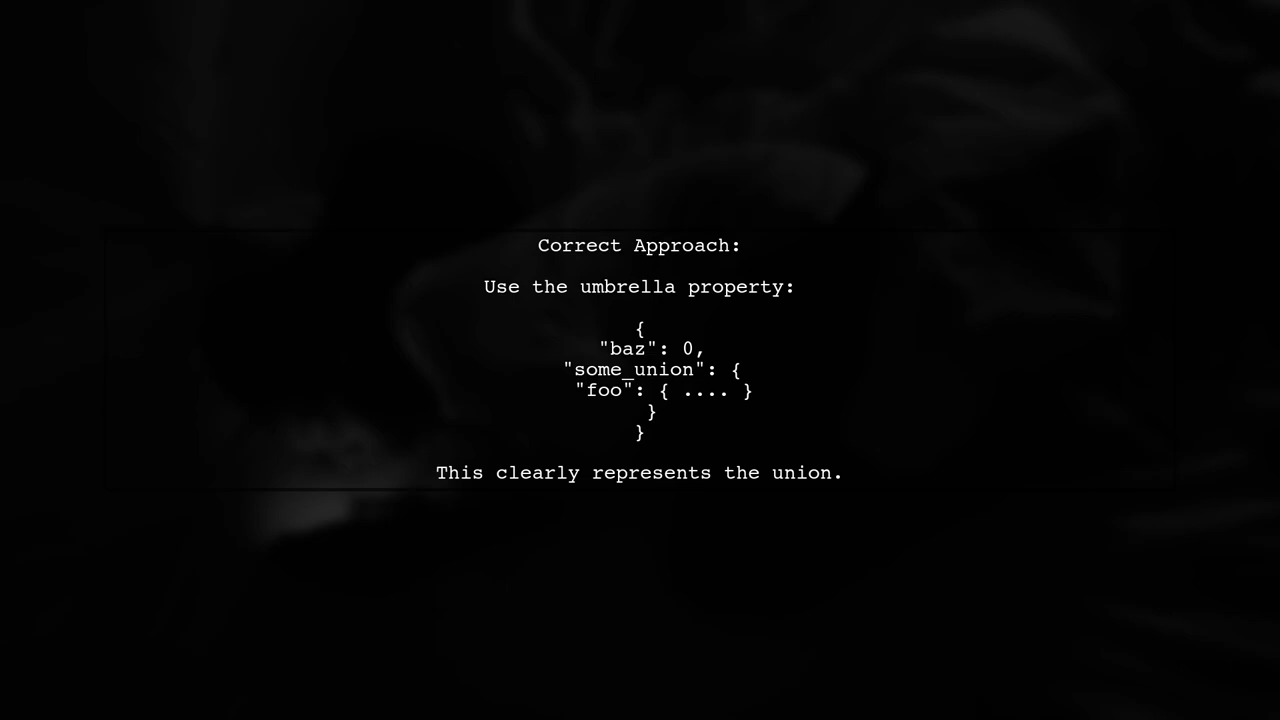 Correct Approach:
Use the umbrella property:
{
"baz": 0,
"some_union": {
"foo": { .... }
}
}
This clearly represents the union.